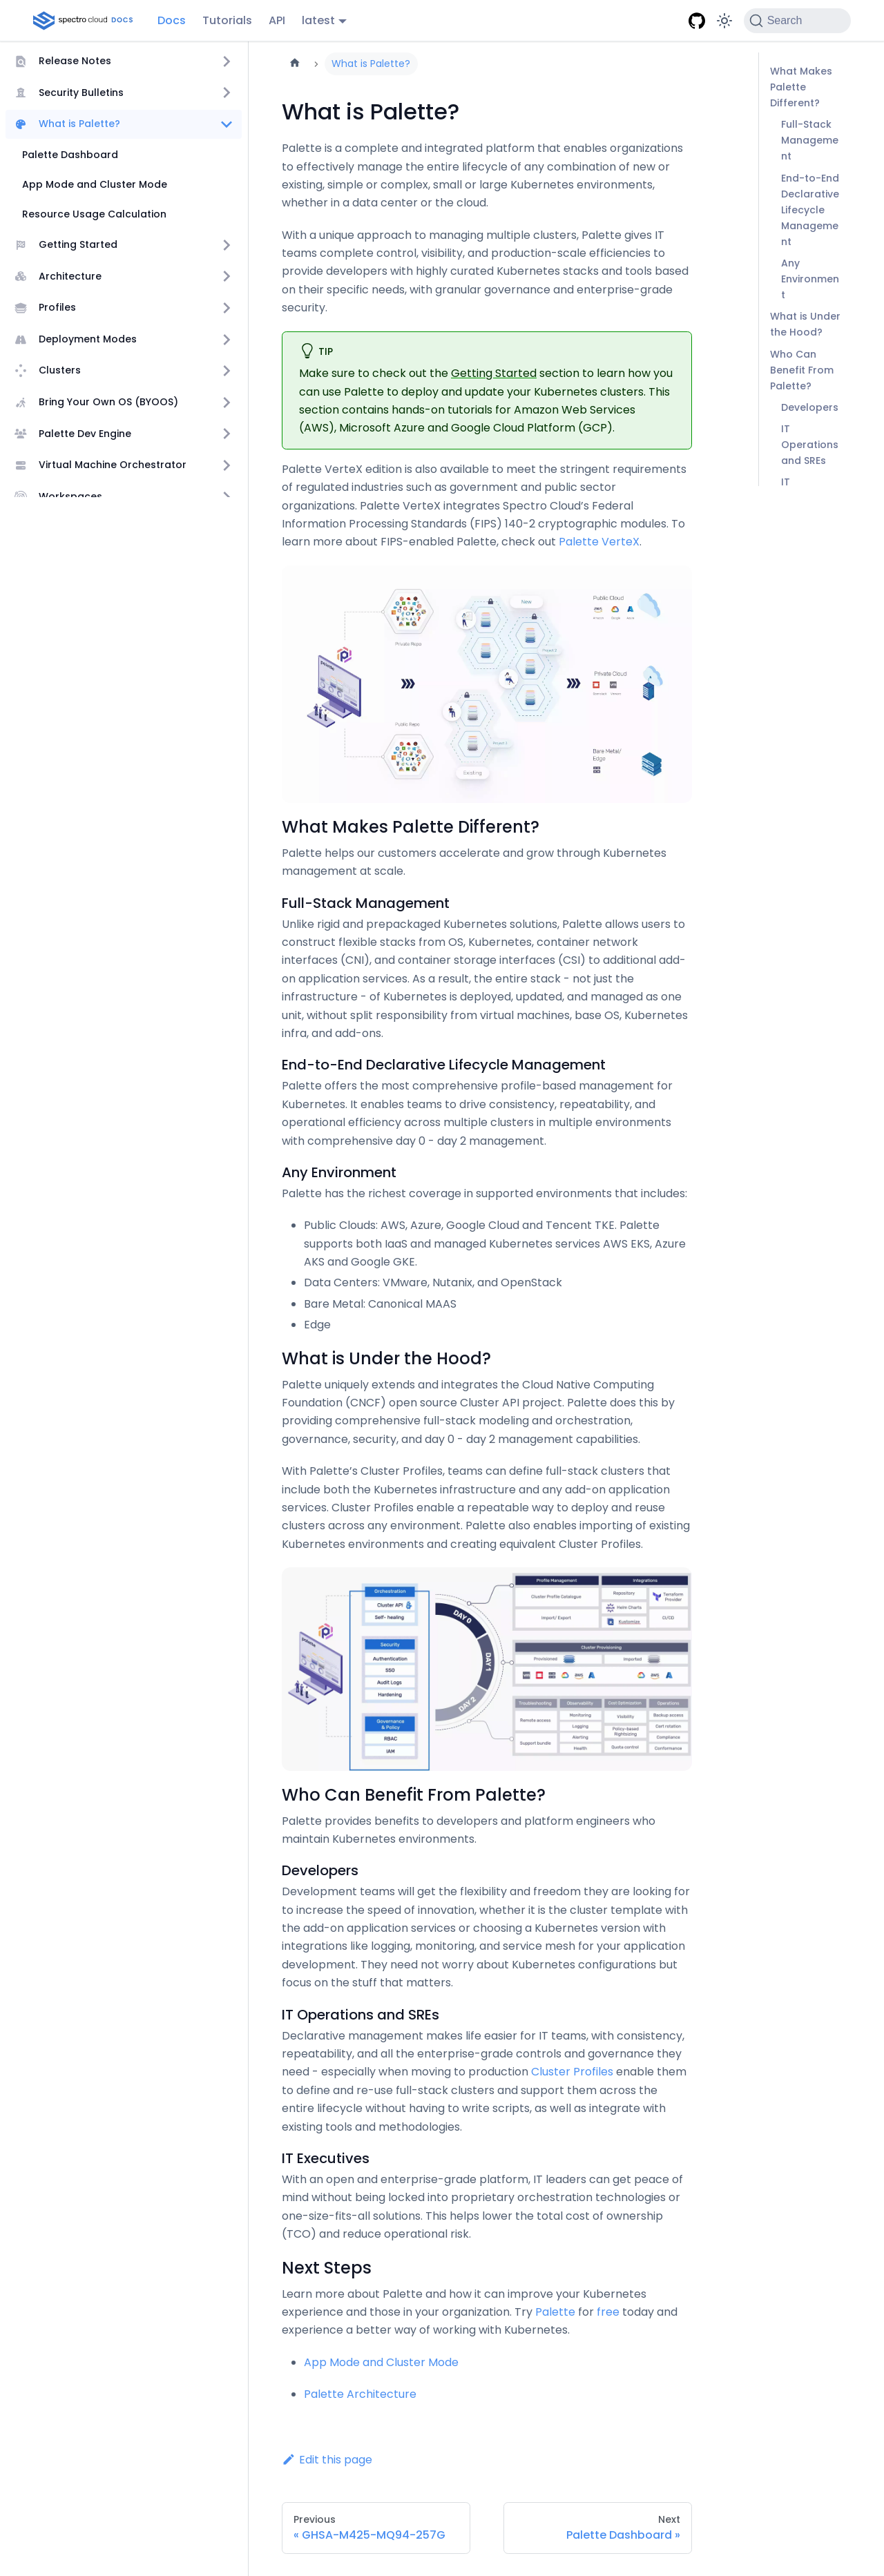 spectro cloud DOCS
Docs
Tutorials
API
latest
Search
Release Notes
Security Bulletins
What is Palette?
Palette Dashboard
App Mode and Cluster Mode
Resource Usage Calculation
Getting Started
Architecture
Profiles
Deployment Modes
Clusters
Bring Your Own OS (BYOOS)
Palette Dev Engine
Virtual Machine Orchestrator
Workspaces
What is Palette?
What is Palette?
Palette is a complete and integrated platform that enables organizations
to effectively manage the entire lifecycle of any combination of new or
existing, simple or complex, small or large Kubernetes environments,
whether in a data center or the cloud.
With a unique approach to managing multiple clusters, Palette gives IT
teams complete control, visibility, and production-scale efficiencies to
provide developers with highly curated Kubernetes stacks and tools based
on their specific needs, with granular governance and enterprise-grade
security.
TIP
Make sure to check out the Getting Started section to learn how you
can use Palette to deploy and update your Kubernetes clusters. This
section contains hands-on tutorials for Amazon Web Services
(AWS), Microsoft Azure and Google Cloud Platform (GCP).
Palette VerteX edition is also available to meet the stringent requirements
of regulated industries such as government and public sector
organizations. Palette VerteX integrates Spectro Cloud’s Federal
Information Processing Standards (FIPS) 140-2 cryptographic modules. To
learn more about FIPS-enabled Palette, check out Palette VerteX.
Private Repo
Public Repo
New
Project 3
Project 2
Existing
Public Cloud
Private Cloud
Bare Metal/
Edge
What Makes Palette Different?
Palette helps our customers accelerate and grow through Kubernetes
management at scale.
Full-Stack Management
Unlike rigid and prepackaged Kubernetes solutions, Palette allows users to
construct flexible stacks from OS, Kubernetes, container network
interfaces (CNI), and container storage interfaces (CSI) to additional add-
on application services. As a result, the entire stack - not just the
infrastructure - of Kubernetes is deployed, updated, and managed as one
unit, without split responsibility from virtual machines, base OS, Kubernetes
infra, and add-ons.
End-to-End Declarative Lifecycle Management
Palette offers the most comprehensive profile-based management for
Kubernetes. It enables teams to drive consistency, repeatability, and
operational efficiency across multiple clusters in multiple environments
with comprehensive day 0 - day 2 management.
Any Environment
Palette has the richest coverage in supported environments that includes:
Public Clouds: AWS, Azure, Google Cloud and Tencent TKE. Palette
supports both IaaS and managed Kubernetes services AWS EKS, Azure
AKS and Google GKE.
Data Centers: VMware, Nutanix, and OpenStack
Bare Metal: Canonical MAAS
Edge
What is Under the Hood?
Palette uniquely extends and integrates the Cloud Native Computing
Foundation (CNCF) open source Cluster API project. Palette does this by
providing comprehensive full-stack modeling and orchestration,
governance, security, and day 0 - day 2 management capabilities.
With Palette’s Cluster Profiles, teams can define full-stack clusters that
include both the Kubernetes infrastructure and any add-on application
services. Cluster Profiles enable a repeatable way to deploy and reuse
clusters across any environment. Palette also enables importing of existing
Kubernetes environments and creating equivalent Cluster Profiles.
Orchestration
Cluster API
Self- healing
Security
Authentication
SSO
Audit Logs
Hardening
Governance
& Policy
RBAC
IAM
DAY 0
DAY 1
DAY 2
Profile Management
Cluster Profile Catalogue
Import/ Export
Integrations
Repository
Helm Charts
Kustomize
Terraform
Provider
CI/CD
Cluster Provisioning
Provisioned
Imported
Troubleshooting
Remote access
Support bundle
Observability
Monitoring
Logging
Alerting
Health
Cost Optimization
Visibility
Policy-based
Rightsizing
Quota control
Operations
Backup access
Cert rotation
Compliance
Conformance
Who Can Benefit From Palette?
Palette provides benefits to developers and platform engineers who
maintain Kubernetes environments.
Developers
Development teams will get the flexibility and freedom they are looking for
to increase the speed of innovation, whether it is the cluster template with
the add-on application services or choosing a Kubernetes version with
integrations like logging, monitoring, and service mesh for your application
development. They need not worry about Kubernetes configurations but
focus on the stuff that matters.
IT Operations and SREs
Declarative management makes life easier for IT teams, with consistency,
repeatability, and all the enterprise-grade controls and governance they
need - especially when moving to production Cluster Profiles enable them
to define and re-use full-stack clusters and support them across the
entire lifecycle without having to write scripts, as well as integrate with
existing tools and methodologies.
IT Executives
With an open and enterprise-grade platform, IT leaders can get peace of
mind without being locked into proprietary orchestration technologies or
one-size-fits-all solutions. This helps lower the total cost of ownership
(TCO) and reduce operational risk.
Next Steps
Learn more about Palette and how it can improve your Kubernetes
experience and those in your organization. Try Palette for free today and
experience a better way of working with Kubernetes.
App Mode and Cluster Mode
Palette Architecture
Edit this page
Previous
« GHSA-M425-MQ94-257G
Next
Palette Dashboard »
What Makes
Palette
Different?
Full-Stack
Manageme
nt
End-to-End
Declarative
Lifecycle
Manageme
nt
Any
Environmen
t
What is Under
the Hood?
Who Can
Benefit From
Palette?
Developers
IT
Operations
and SREs
IT